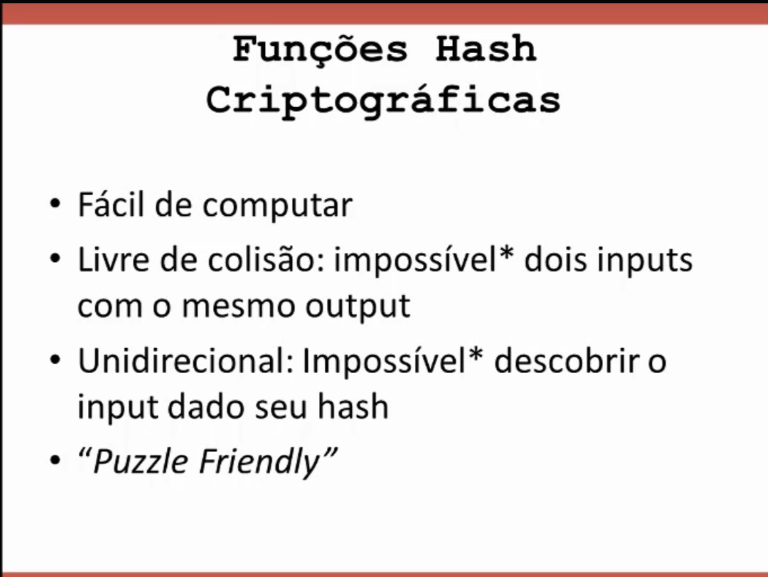 Funções Hash
Criptográficas
• Fácil de computar
• Livre de colisão: impossível* dois inputs
com o mesmo output
• Unidirecional: Impossível* descobrir o
input dado seu hash
• “Puzzle Friendly”